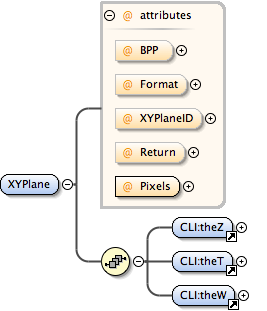 @ attributes
@ BPP
@ Format
@ XYPlaneID
@ Return
@ Pixels
XYPlane
CLI:theZ
CLI:theT
CLI:theW